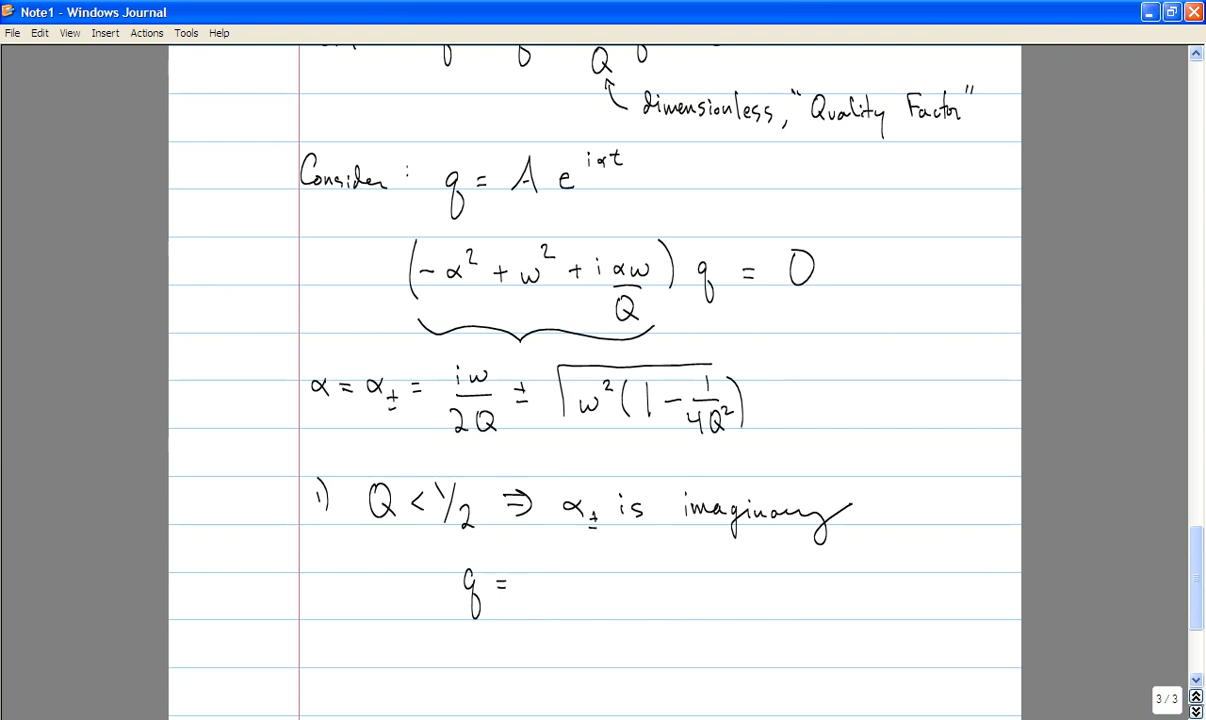 Note1 - Windows Journal
File Edit View Insert Actions Tools Help
Q
dimensionless, "Quality Factor"
Consider : q = A e^{iαt}
(-α² + ω² + i αω/Q) q = 0
α = α± = iω/2Q ± √ω²(1 - 1/4Q²)
1) Q < 1/2 ⇒ α± is imaginary
q =
3 / 3